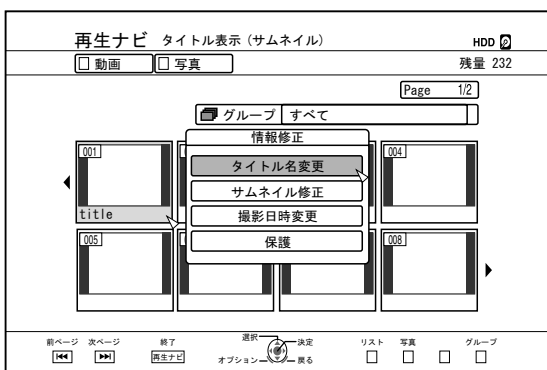 再生ナビ タイトル表示（サムネイル） HDD
動画 写真 残量 232
Page 1/2
グループ すべて
情報修正
タイトル名変更
サムネイル修正
撮影日時変更
保護
001
004
title
005
008
前ページ 次ページ 終了 選択 決定 リスト 写真 グループ
再生ナビ オプション 戻る